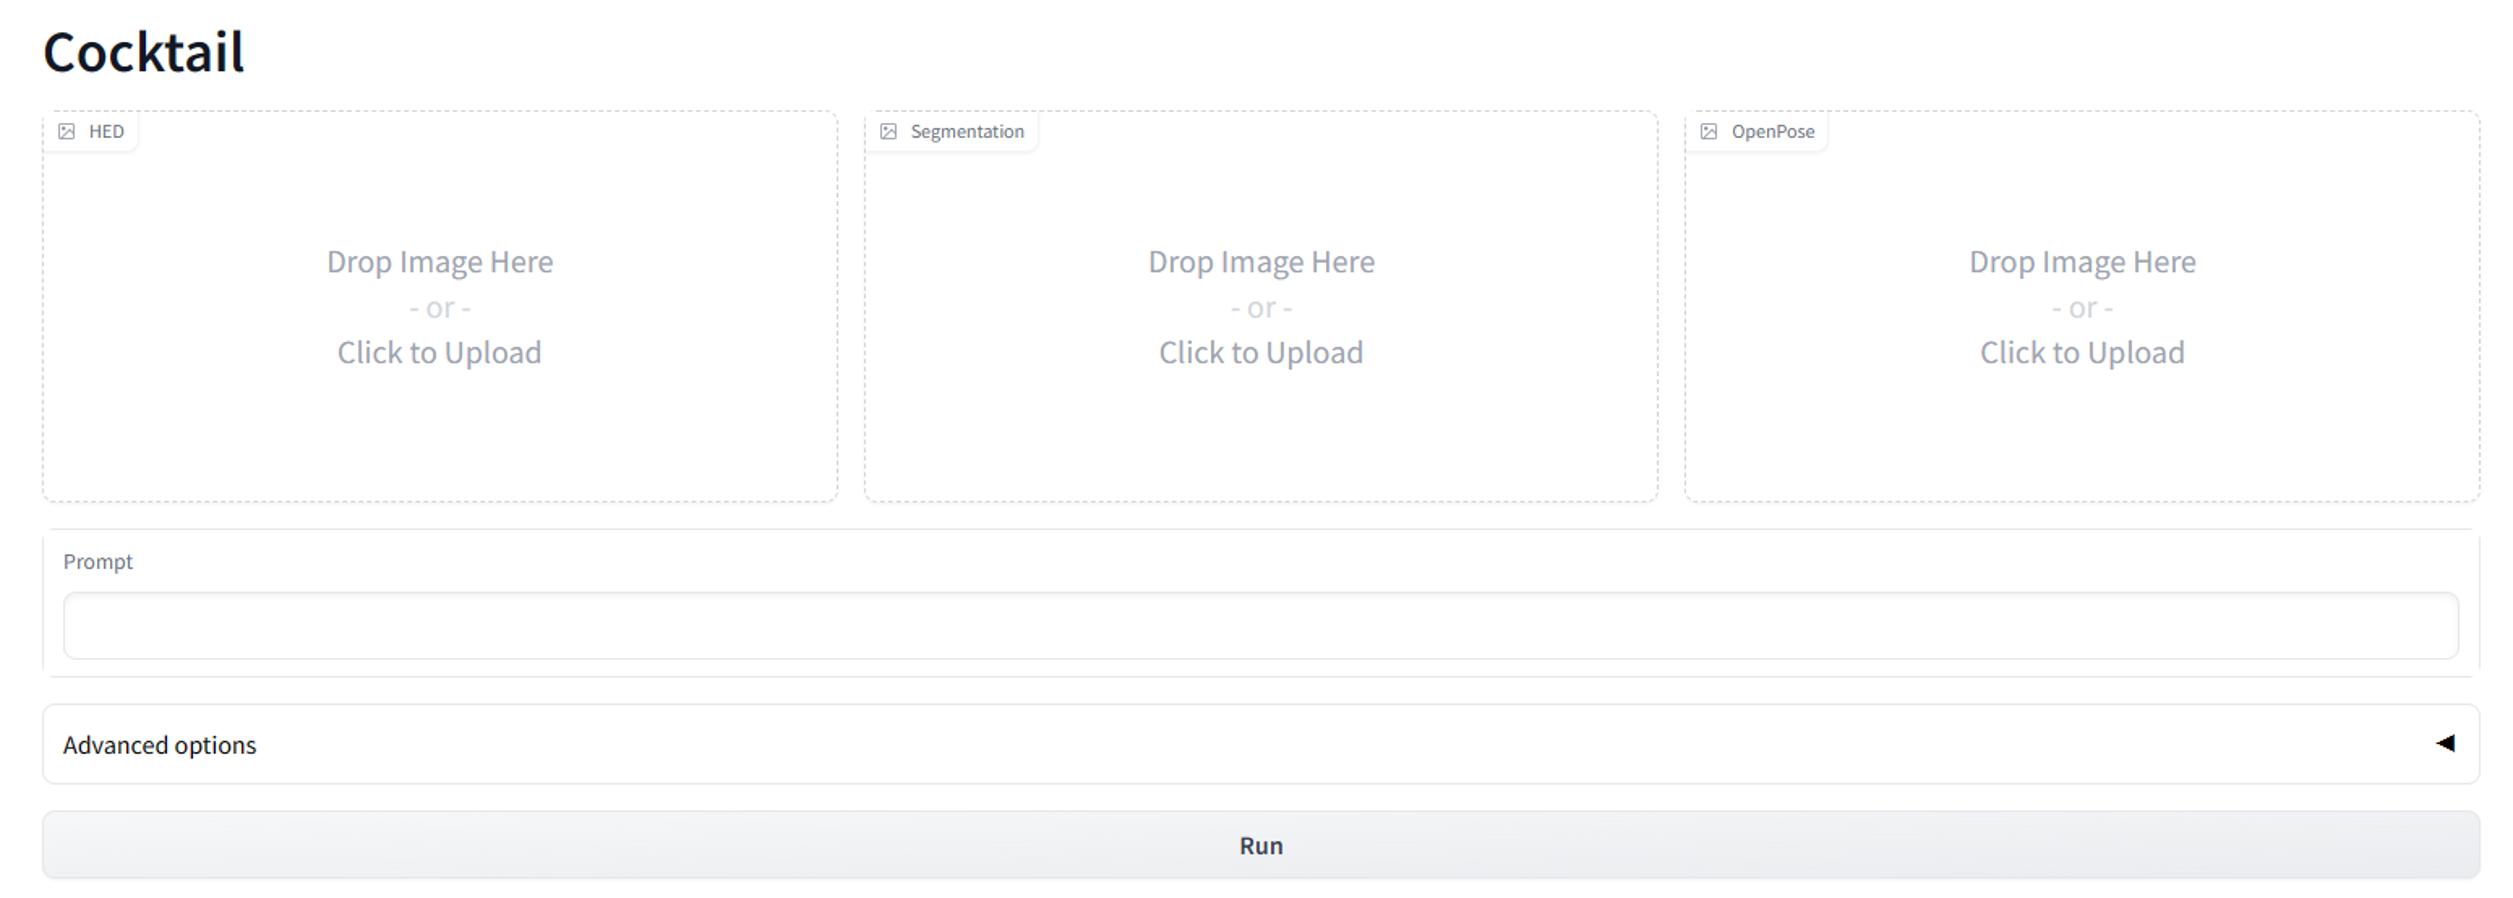 Cocktail
HED
Drop Image Here
- or -
Click to Upload
Segmentation
Drop Image Here
- or -
Click to Upload
OpenPose
Drop Image Here
- or -
Click to Upload
Prompt
Advanced options
Run